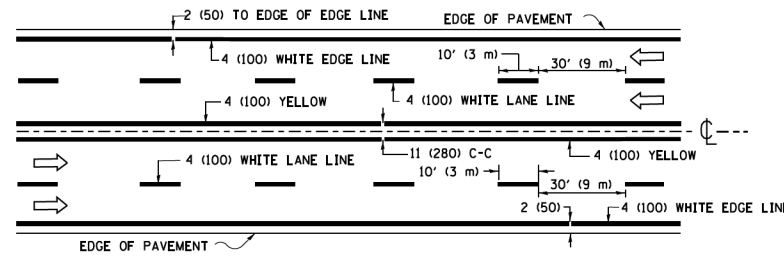 2 (50) TO EDGE OF EDGE LINE
EDGE OF PAVEMENT
4 (100) WHITE EDGE LINE
10' (3 m)
30' (9 m)
4 (100) YELLOW
4 (100) WHITE LANE LINE
℄
4 (100) WHITE LANE LINE
11 (280) C-C
4 (100) YELLOW
10' (3 m)
30' (9 m)
2 (50)
4 (100) WHITE EDGE LINE
EDGE OF PAVEMENT